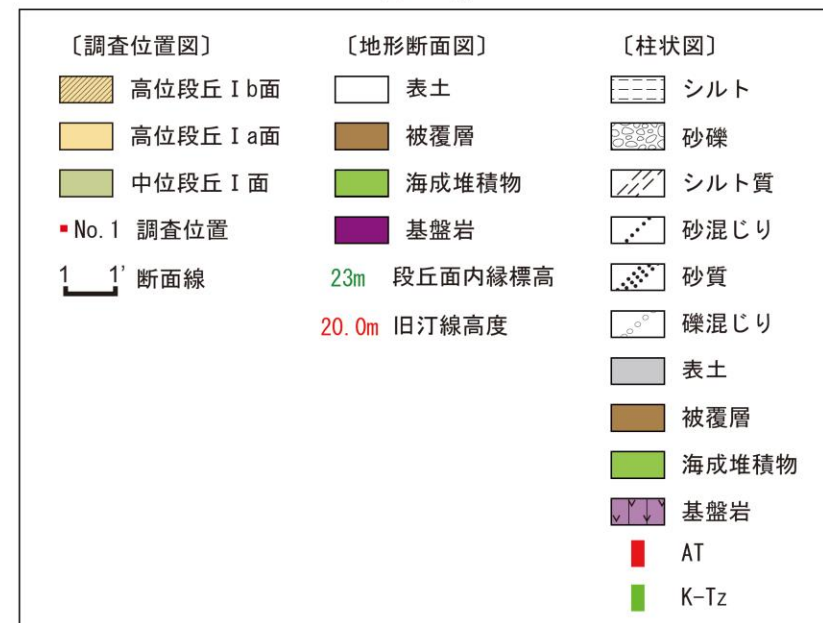 〔調査位置図〕
高位段丘Ⅰb面
高位段丘Ⅰa面
中位段丘Ⅰ面
No.1 調査位置
1 1' 断面線
〔地形断面図〕
表土
被覆層
海成堆積物
基盤岩
23m 段丘面内縁標高
20.0m 旧汀線高度
〔柱状図〕
シルト
砂礫
シルト質
砂混じり
砂質
礫混じり
表土
被覆層
海成堆積物
基盤岩
AT
K-Tz